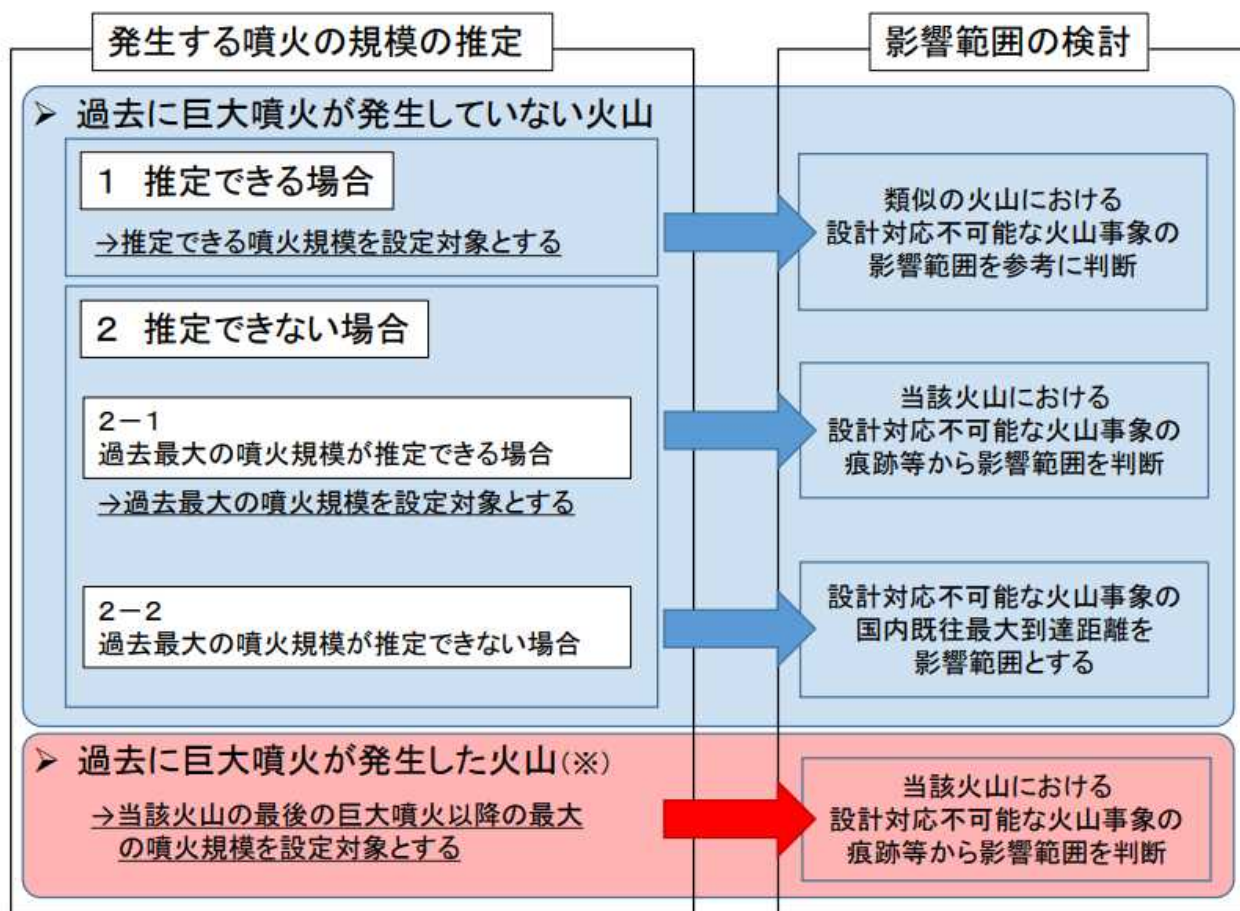 発生する噴火の規模の推定
影響範囲の検討
➢ 過去に巨大噴火が発生していない火山
1 推定できる場合
→推定できる噴火規模を設定対象とする
類似の火山における
設計対応不可能な火山事象の
影響範囲を参考に判断
2 推定できない場合
2-1
過去最大の噴火規模が推定できる場合
→過去最大の噴火規模を設定対象とする
当該火山における
設計対応不可能な火山事象の
痕跡等から影響範囲を判断
2-2
過去最大の噴火規模が推定できない場合
設計対応不可能な火山事象の
国内既往最大到達距離を
影響範囲とする
➢ 過去に巨大噴火が発生した火山(※)
→当該火山の最後の巨大噴火以降の最大
の噴火規模を設定対象とする
当該火山における
設計対応不可能な火山事象の
痕跡等から影響範囲を判断